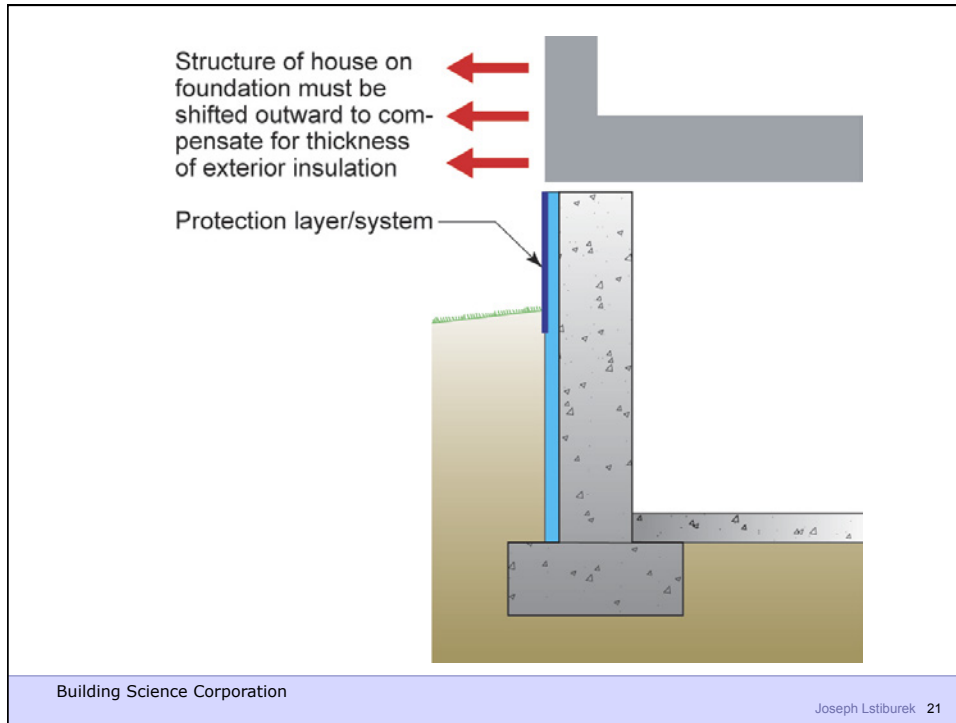 Structure of house on
foundation must be
shifted outward to com-
pensate for thickness
of exterior insulation
Protection layer/system
Building Science Corporation
Joseph Lstiburek 21